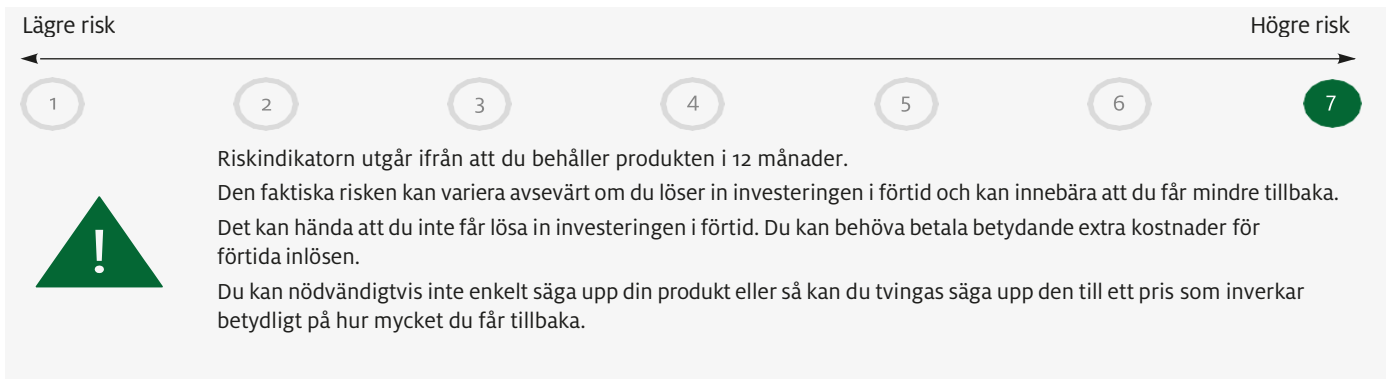 Lägre risk Högre risk
1 2 3 4 5 6 7
Riskindikatorn utgår ifrån att du behåller produkten i 12 månader.
Den faktiska risken kan variera avsevärt om du löser in investeringen i förtid och kan innebära att du får mindre tillbaka.
Det kan hända att du inte får lösa in investeringen i förtid. Du kan behöva betala betydande extra kostnader för
förtida inlösen.
!
Du kan nödvändigtvis inte enkelt säga upp din produkt eller så kan du tvingas säga upp den till ett pris som inverkar
betydligt på hur mycket du får tillbaka.